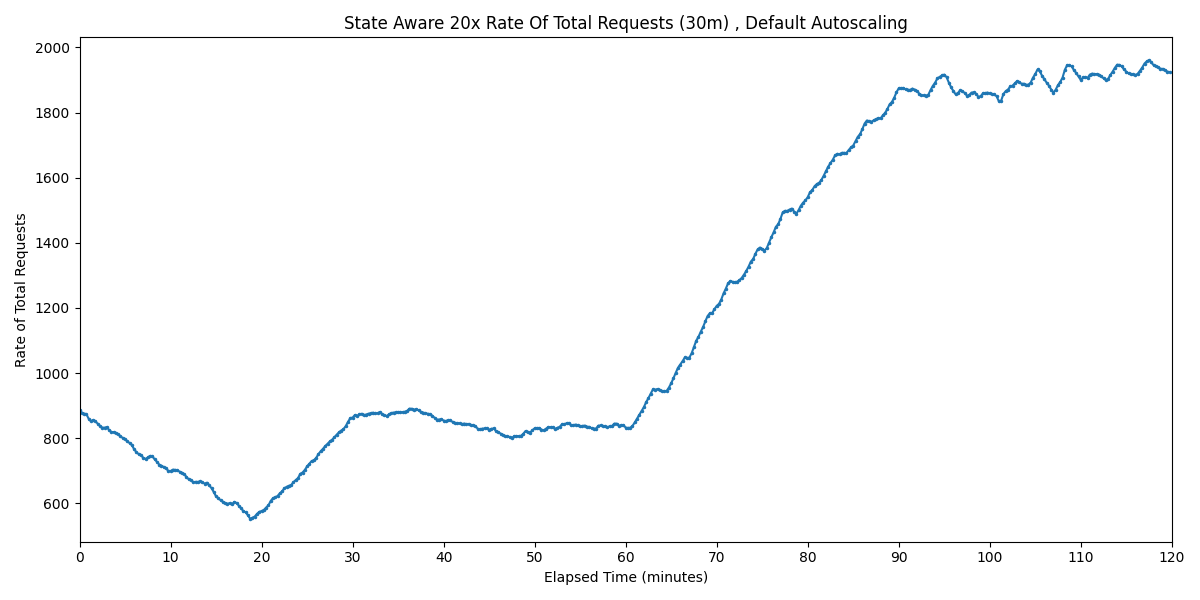 State Aware 20x Rate Of Total Requests (30m) , Default Autoscaling
2000
1800
1600
1400
1200
1000
800
600
Rate of Total Requests
0 10 20 30 40 50 60 70 80 90 100 110 120
Elapsed Time (minutes)